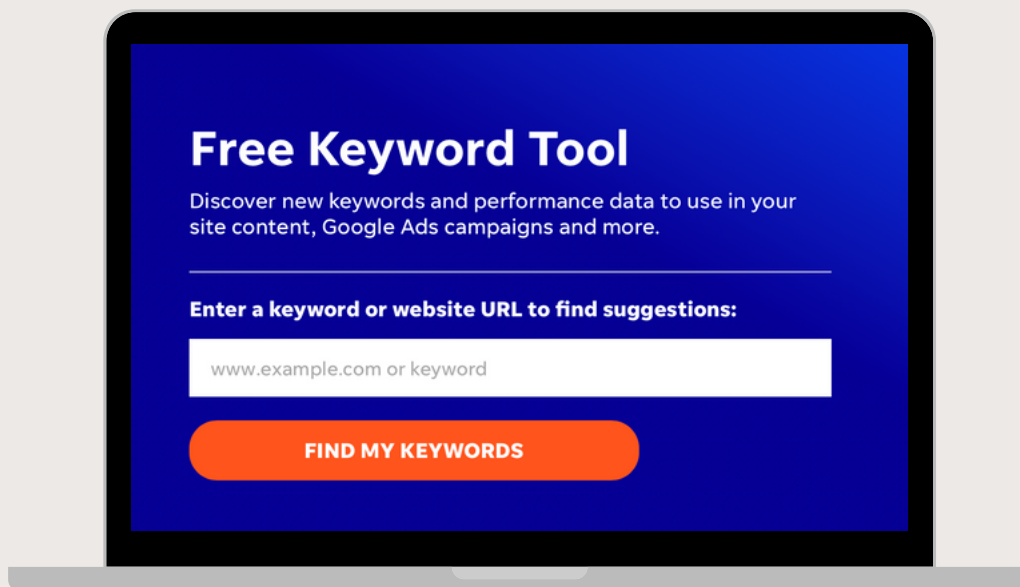 Free Keyword Tool
Discover new keywords and performance data to use in your
site content, Google Ads campaigns and more.
Enter a keyword or website URL to find suggestions:
www.example.com or keyword
FIND MY KEYWORDS